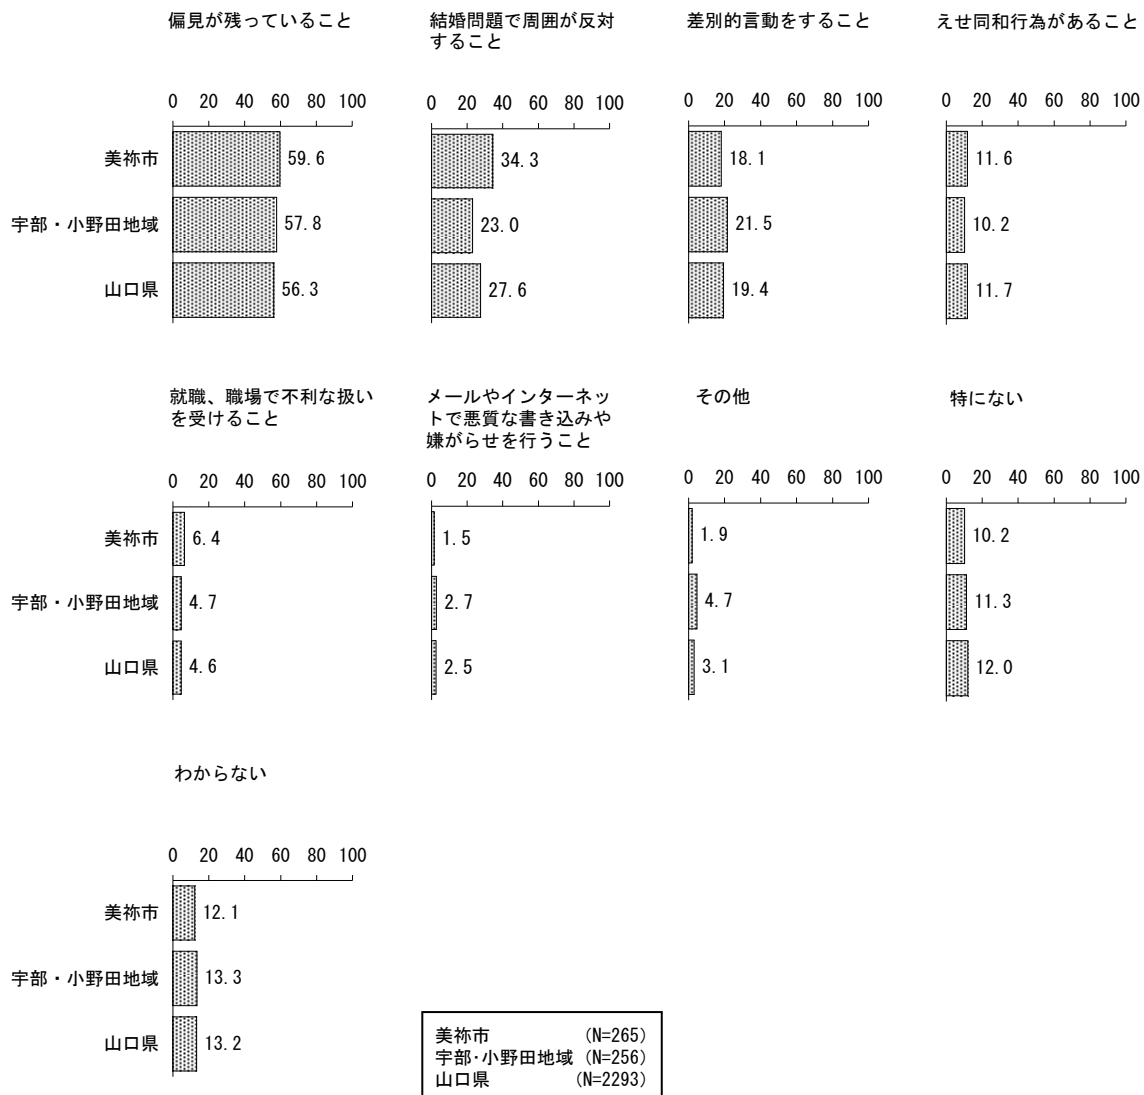 偏見が残っていること
結婚問題で周囲が反対
すること
差別的言動をすること
えせ同和行為があること
0 20 40 60 80 100
0 20 40 60 80 100
0 20 40 60 80 100
0 20 40 60 80 100
美祢市 59.6 34.3 18.1 11.6
宇部・小野田地域 57.8 23.0 21.5 10.2
山口県 56.3 27.6 19.4 11.7
就職、職場で不利な扱い
を受けること
メールやインターネッ
トで悪質な書き込みや
嫌がらせを行うこと
その他
特にない
0 20 40 60 80 100
0 20 40 60 80 100
0 20 40 60 80 100
0 20 40 60 80 100
美祢市 6.4 1.5 1.9 10.2
宇部・小野田地域 4.7 2.7 4.7 11.3
山口県 4.6 2.5 3.1 12.0
わからない
0 20 40 60 80 100
美祢市 12.1
宇部・小野田地域 13.3
山口県 13.2
美祢市 (N=265)
宇部・小野田地域 (N=256)
山口県 (N=2293)